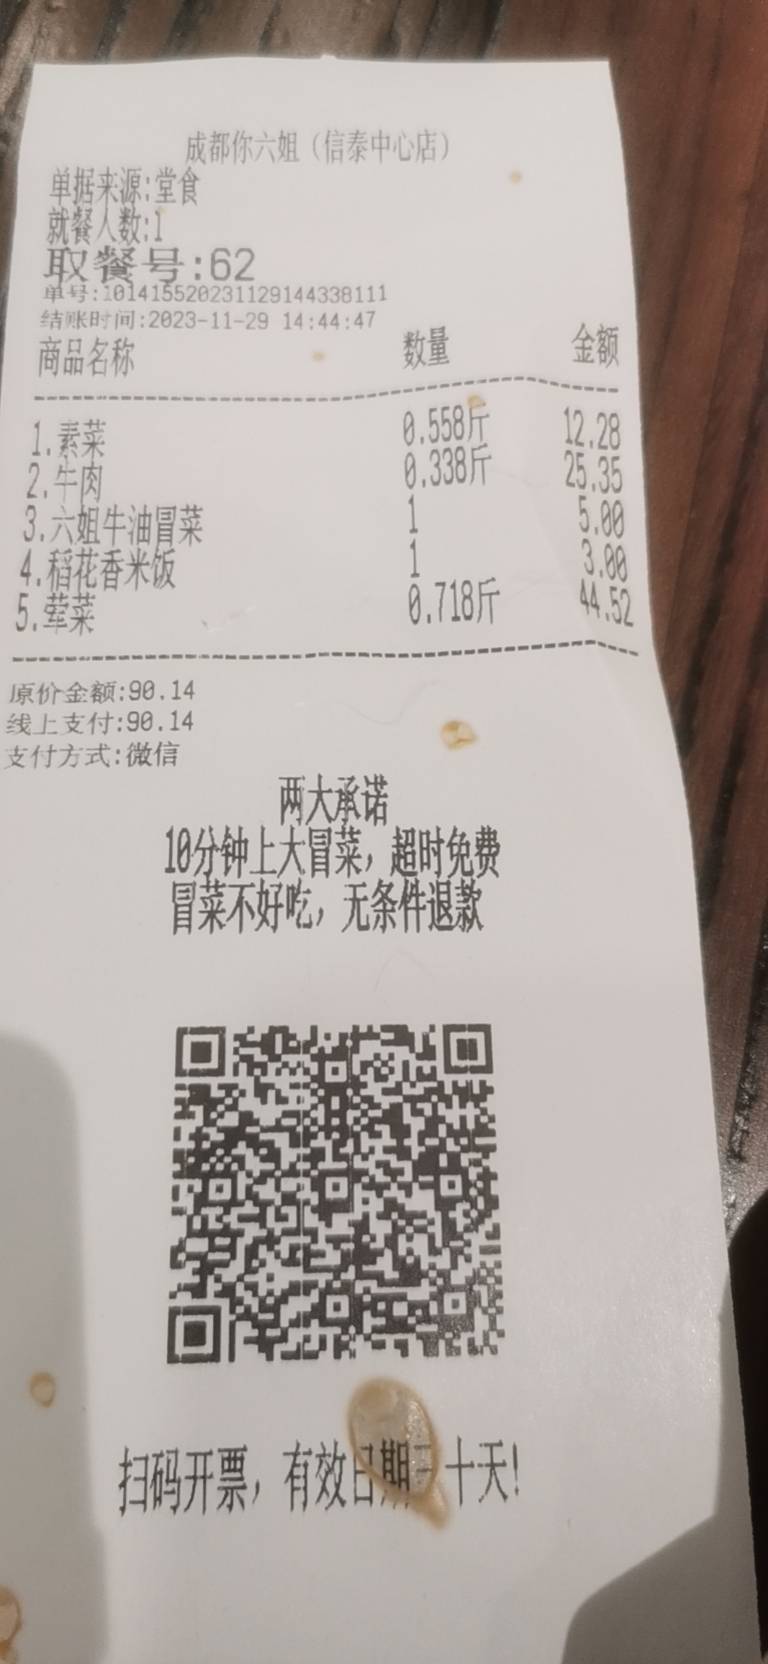 成都你六姐（信泰中心店）
单据来源:堂食
就餐人数:1
取餐号:62
单号:101415520231129144338111
结账时间:2023-11-29 14:44:47
商品名称 数量 金额
1.素菜 0.558斤 12.28
2.牛肉 0.338斤 25.35
3.六姐牛油冒菜 1 5.00
4.稻花香米饭 1 3.00
5.荤菜 0.718斤 44.52
原价金额:90.14
线上支付:90.14
支付方式:微信
两大承诺
10分钟上大冒菜，超时免费
冒菜不好吃，无条件退款
扫码开票，有效日期三十天!